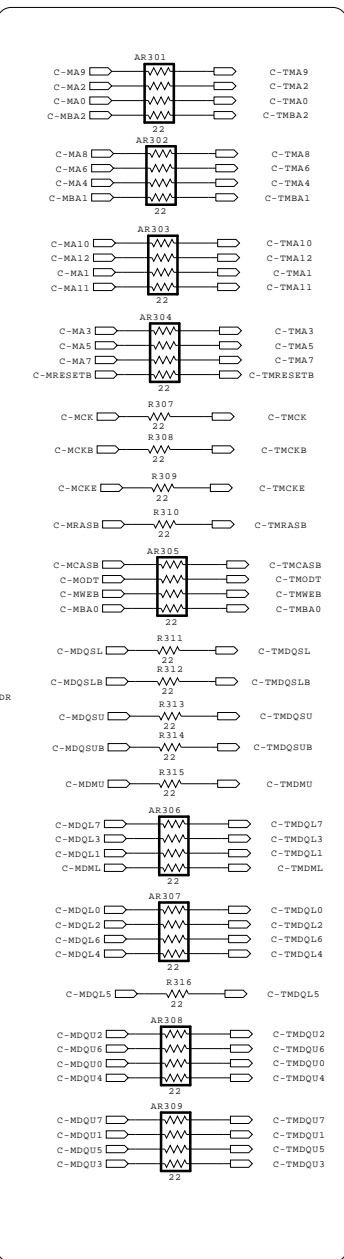 AR301
C-MA9 C-TMA9
C-MA2 C-TMA2
C-MA0 C-TMA0
C-MBA2 C-TMBA2
22
AR302
C-MA8 C-TMA8
C-MA6 C-TMA6
C-MA4 C-TMA4
C-MBA1 C-TMBA1
22
AR303
C-MA10 C-TMA10
C-MA12 C-TMA12
C-MA1 C-TMA1
C-MA11 C-TMA11
22
AR304
C-MA3 C-TMA3
C-MA5 C-TMA5
C-MA7 C-TMA7
C-MRESETB C-TMRESETB
22
R307
C-MCK C-TMCK
22
R308
C-MCKB C-TMCKB
22
R309
C-MCKE C-TMCKE
22
R310
C-MRASB C-TMRASB
22
AR305
C-MCASB C-TMCASB
C-MODT C-TMODT
C-MWEB C-TMWEB
C-MBA0 C-TMBA0
22
R311
C-MDQSL C-TMDQSL
22
R312
C-MDQSLB C-TMDQSLB
22
DR
R313
C-MDQSU C-TMDQSU
22
R314
C-MDQSUB C-TMDQSUB
22
R315
C-MDMU C-TMDMU
22
AR306
C-MDQL7 C-TMDQL7
C-MDQL3 C-TMDQL3
C-MDQL1 C-TMDQL1
C-MDML C-TMDML
22
AR307
C-MDQL0 C-TMDQL0
C-MDQL2 C-TMDQL2
C-MDQL6 C-TMDQL6
C-MDQL4 C-TMDQL4
22
R316
C-MDQL5 C-TMDQL5
22
AR308
C-MDQU2 C-TMDQU2
C-MDQU6 C-TMDQU6
C-MDQU0 C-TMDQU0
C-MDQU4 C-TMDQU4
22
AR309
C-MDQU7 C-TMDQU7
C-MDQU1 C-TMDQU1
C-MDQU5 C-TMDQU5
C-MDQU3 C-TMDQU3
22